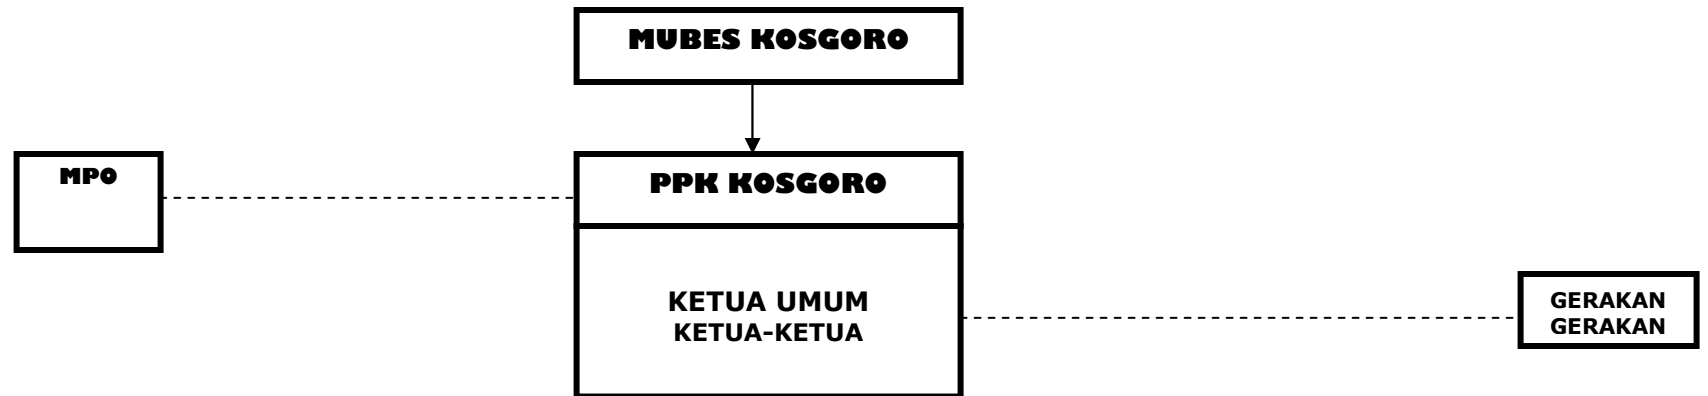 MUBES KOSGORO
MPO
PPK KOSGORO
KETUA UMUM
KETUA-KETUA
GERAKAN
GERAKAN